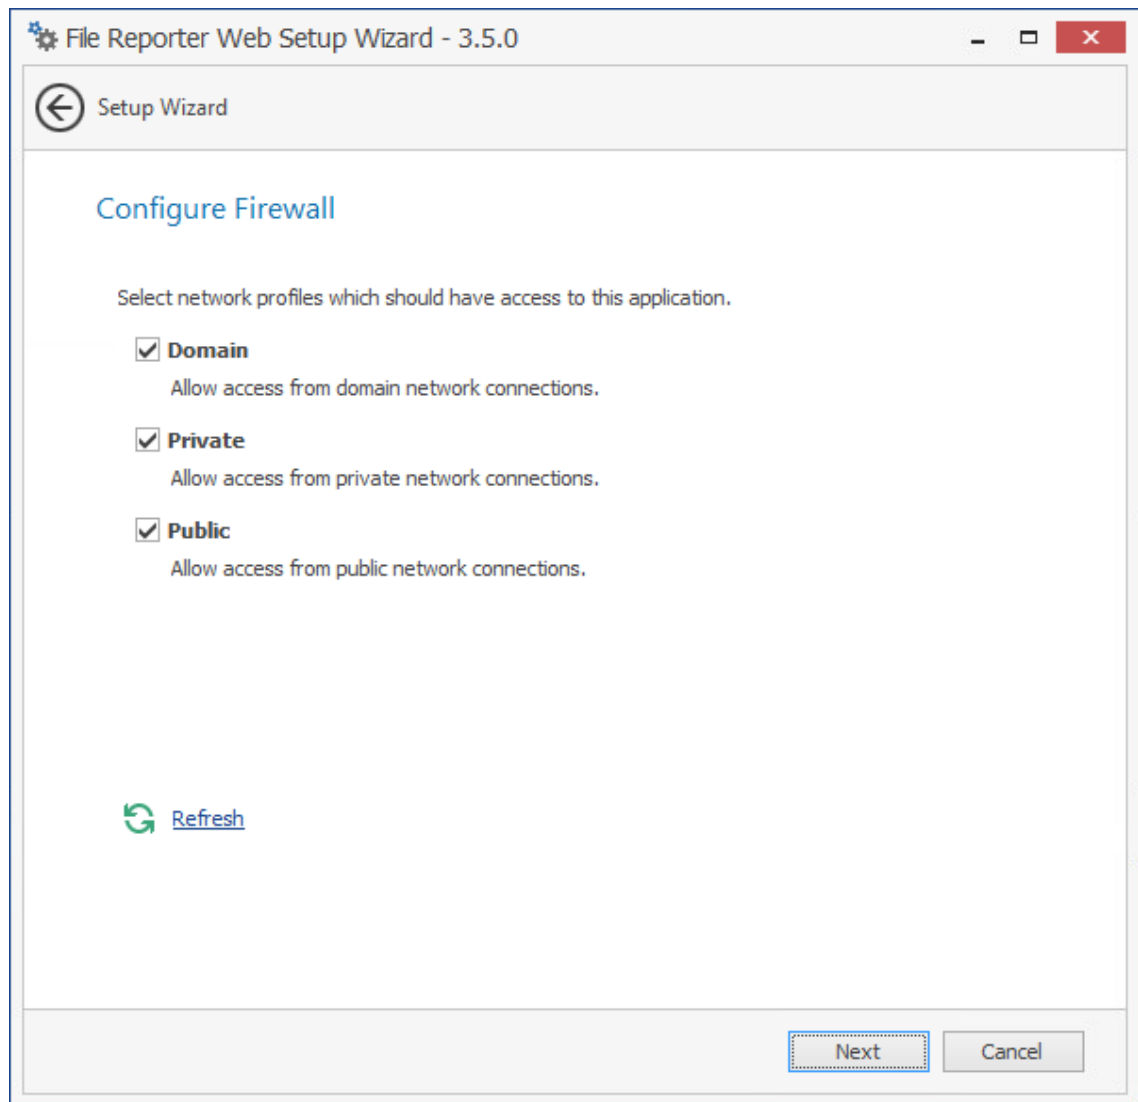 File Reporter Web Setup Wizard - 3.5.0
Setup Wizard
Configure Firewall
Select network profiles which should have access to this application.
Domain
Allow access from domain network connections.
Private
Allow access from private network connections.
Public
Allow access from public network connections.
Refresh
Next Cancel